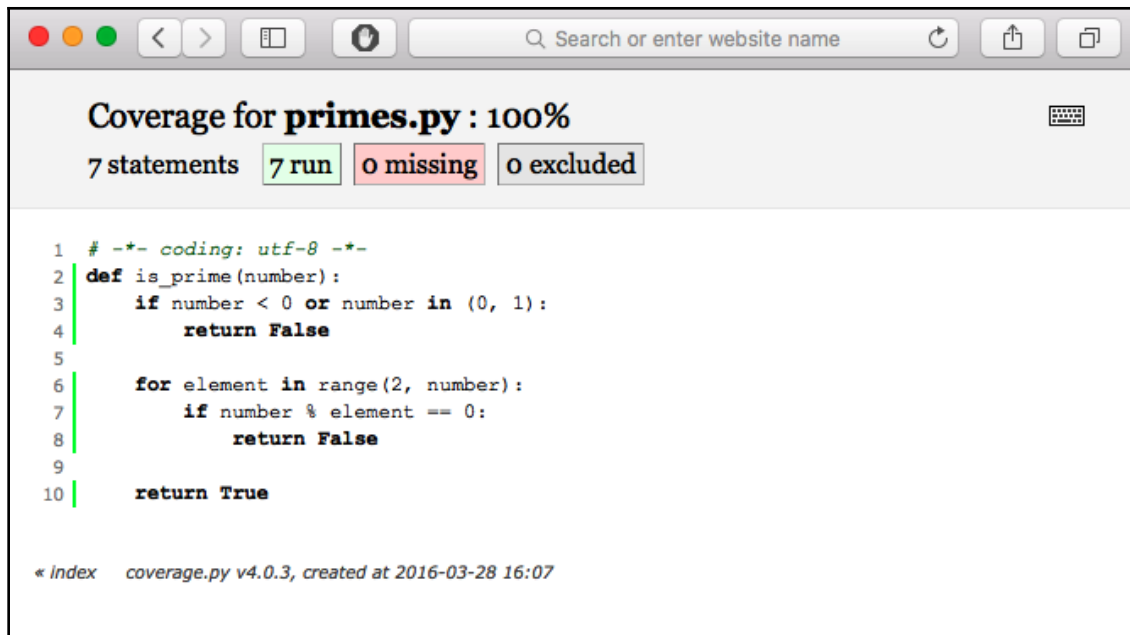 Search or enter website name
Coverage for primes.py : 100%
7 statements 7 run 0 missing 0 excluded
1 # -*- coding: utf-8 -*-
2 def is_prime(number):
3     if number < 0 or number in (0, 1):
4         return False
5
6     for element in range(2, number):
7         if number % element == 0:
8             return False
9
10     return True
« index coverage.py v4.0.3, created at 2016-03-28 16:07